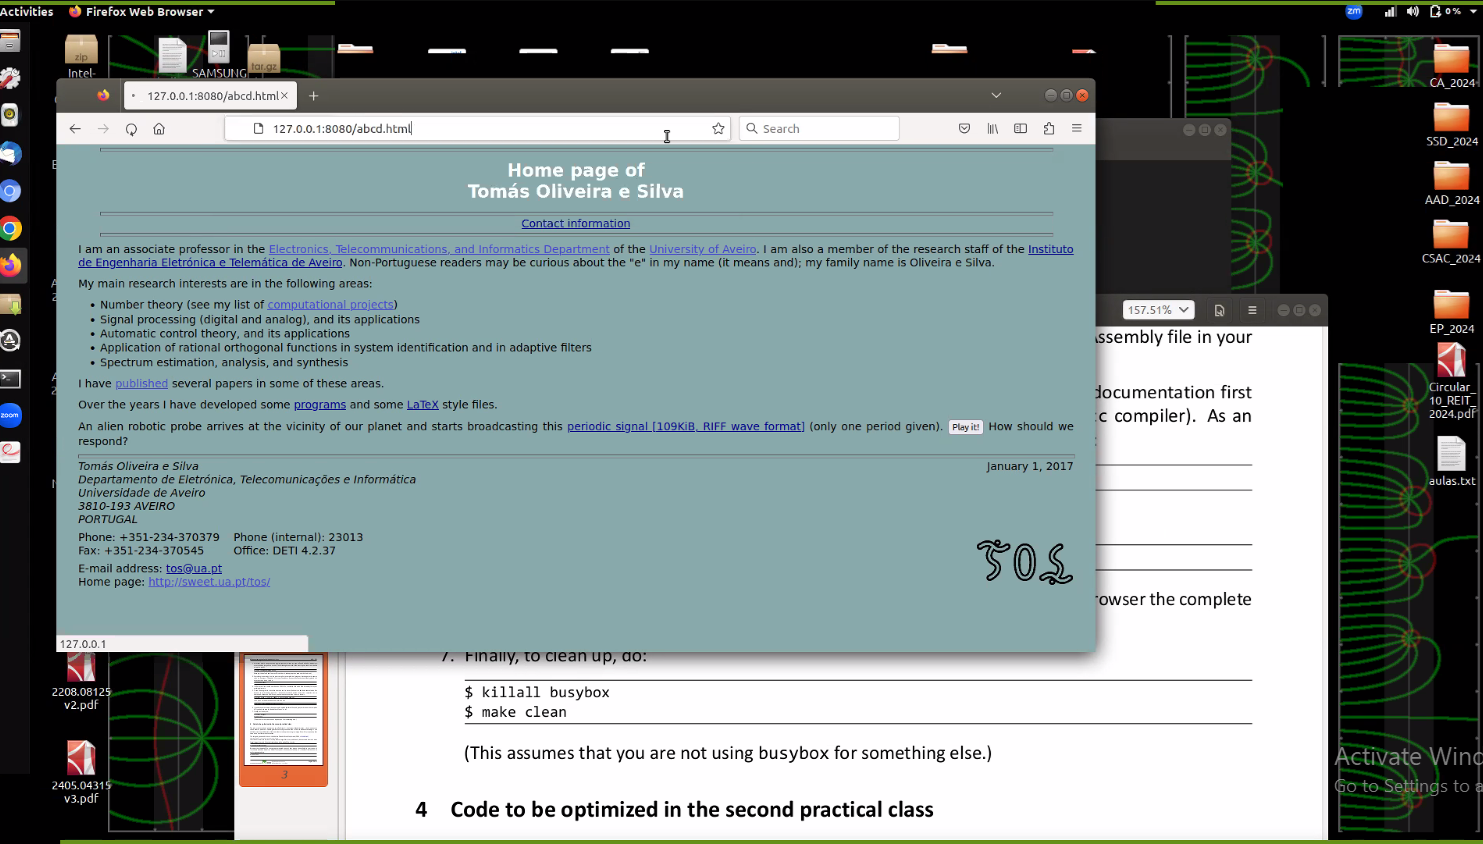 Activities
Firefox Web Browser
zm
0 %
zip
Intel-
SAMSUNG
tar.gz
CA_2024
127.0.0.1:8080/abcd.html
127.0.0.1:8080/abcd.html
Search
SSD_2024
Home page of
Tomás Oliveira e Silva
AAD_2024
Contact information
I am an associate professor in the Electronics, Telecommunications, and Informatics Department of the University of Aveiro. I am also a member of the research staff of the Instituto
de Engenharia Eletrónica e Telemática de Aveiro. Non-Portuguese readers may be curious about the "e" in my name (it means and); my family name is Oliveira e Silva.
CSAC_2024
My main research interests are in the following areas:
• Number theory (see my list of computational projects)
• Signal processing (digital and analog), and its applications
• Automatic control theory, and its applications
• Application of rational orthogonal functions in system identification and in adaptive filters
• Spectrum estimation, analysis, and synthesis
157.51%
EP_2024
Assembly file in your
I have published several papers in some of these areas.
Circular_
10_REIT_
2024.pdf
documentation first
Over the years I have developed some programs and some LaTeX style files.
c compiler). As an
An alien robotic probe arrives at the vicinity of our planet and starts broadcasting this periodic signal [109KiB, RIFF wave format] (only one period given). Play it! How should we
respond?
zoom
Tomás Oliveira e Silva
January 1, 2017
Departamento de Eletrónica, Telecomunicações e Informática
Universidade de Aveiro
3810-193 AVEIRO
PORTUGAL
aulas.txt
Phone: +351-234-370379 Phone (internal): 23013
Fax: +351-234-370545 Office: DETI 4.2.37
E-mail address: tos@ua.pt
Home page: http://sweet.ua.pt/tos/
TOS
rowser the complete
127.0.0.1
7. Finally, to clean up, do:
$ killall busybox
$ make clean
2208.08125
v2.pdf
(This assumes that you are not using busybox for something else.)
3
2405.04315
v3.pdf
4 Code to be optimized in the second practical class
Activate Wind
Go to Settings to a